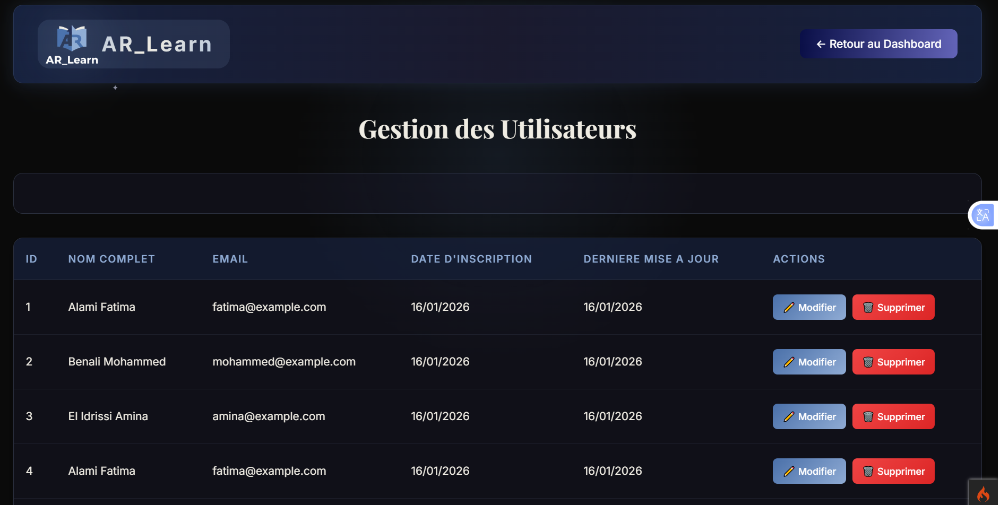 AR
AR_Learn
AR_Learn
← Retour au Dashboard
Gestion des Utilisateurs
ID NOM COMPLET EMAIL DATE D'INSCRIPTION DERNIERE MISE A JOUR ACTIONS
1 Alami Fatima fatima@example.com 16/01/2026 16/01/2026 Modifier Supprimer
2 Benali Mohammed mohammed@example.com 16/01/2026 16/01/2026 Modifier Supprimer
3 El Idrissi Amina amina@example.com 16/01/2026 16/01/2026 Modifier Supprimer
4 Alami Fatima fatima@example.com 16/01/2026 16/01/2026 Modifier Supprimer